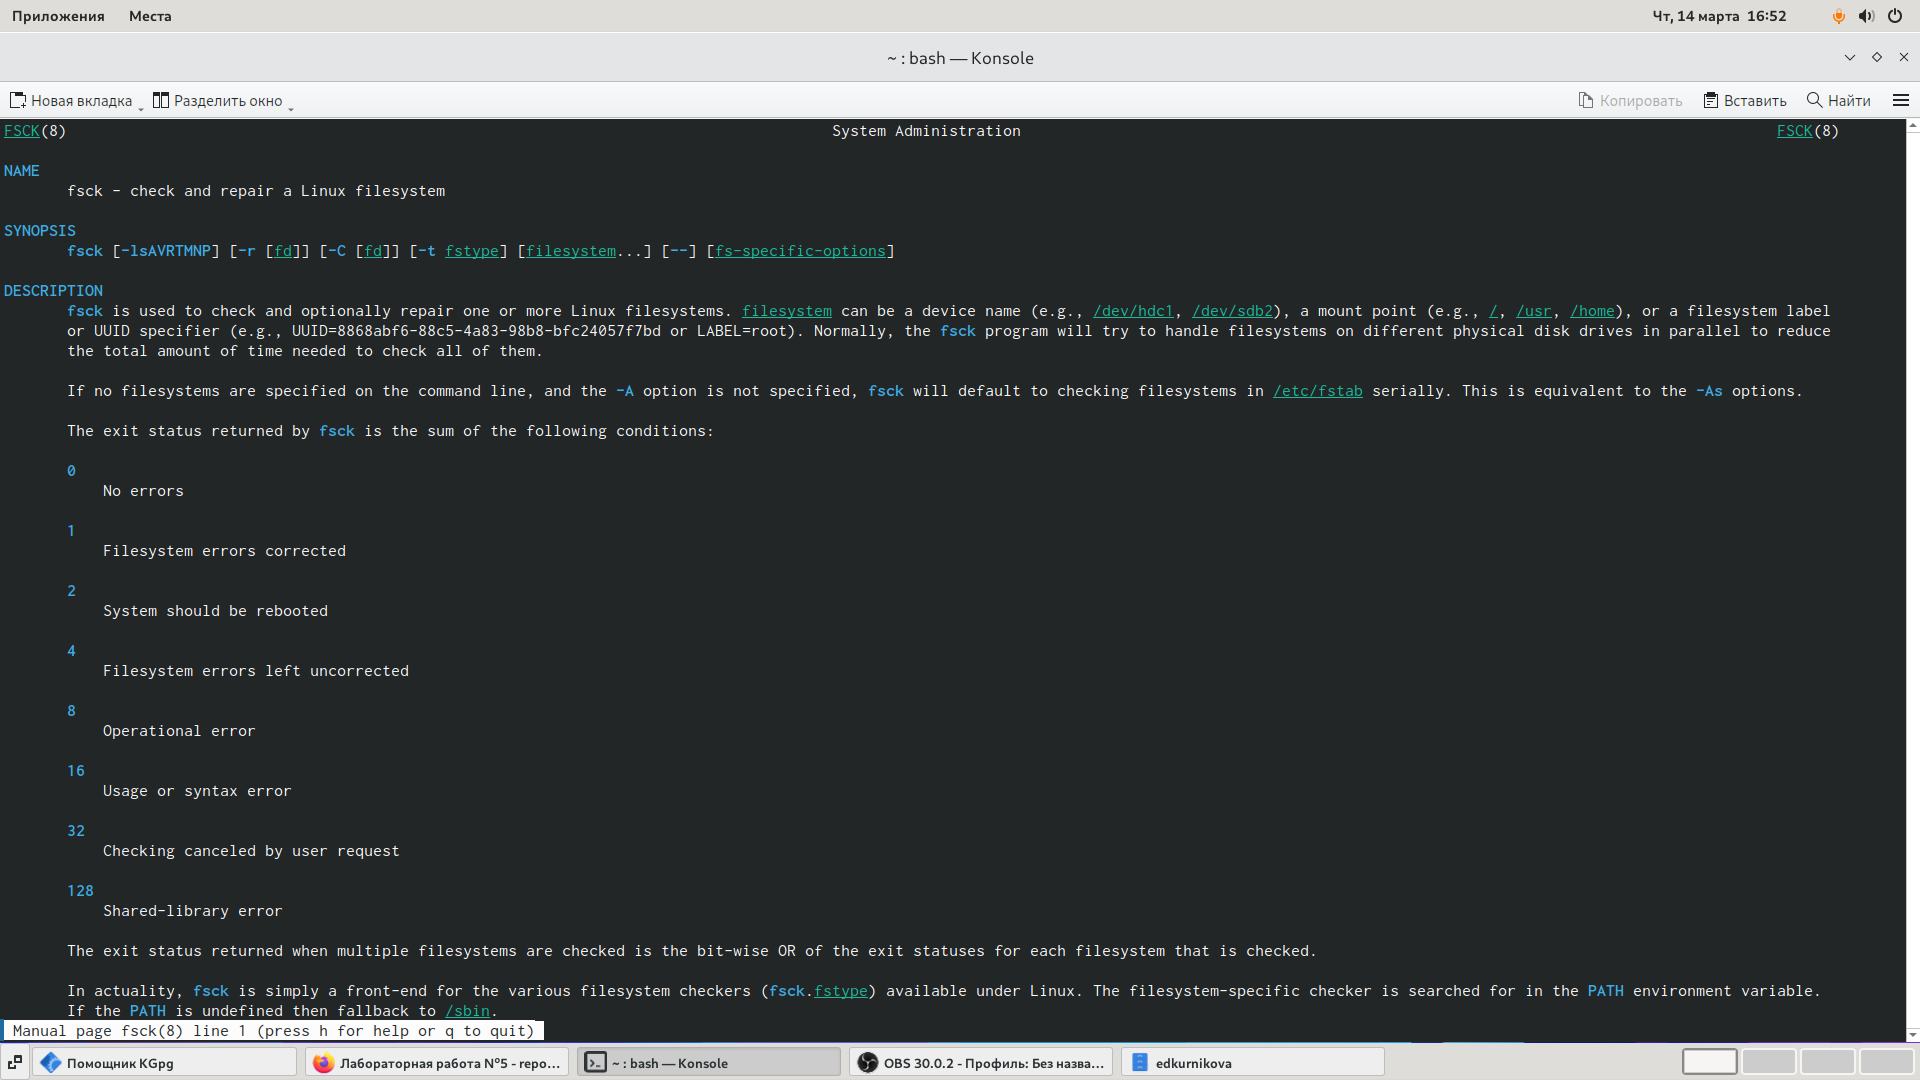 Приложения Места Чт, 14 марта 16:52
~ : bash — Konsole
Новая вкладка Разделить окно Копировать Вставить Найти
FSCK(8) System Administration FSCK(8)
NAME
fsck - check and repair a Linux filesystem
SYNOPSIS
fsck [-lsAVRTMNP] [-r [fd]] [-C [fd]] [-t fstype] [filesystem...] [--] [fs-specific-options]
DESCRIPTION
fsck is used to check and optionally repair one or more Linux filesystems. filesystem can be a device name (e.g., /dev/hdc1, /dev/sdb2), a mount point (e.g., /, /usr, /home), or a filesystem label
or UUID specifier (e.g., UUID=8868abf6-88c5-4a83-98b8-bfc24057f7bd or LABEL=root). Normally, the fsck program will try to handle filesystems on different physical disk drives in parallel to reduce
the total amount of time needed to check all of them.
If no filesystems are specified on the command line, and the -A option is not specified, fsck will default to checking filesystems in /etc/fstab serially. This is equivalent to the -As options.
The exit status returned by fsck is the sum of the following conditions:
0
No errors
1
Filesystem errors corrected
2
System should be rebooted
4
Filesystem errors left uncorrected
8
Operational error
16
Usage or syntax error
32
Checking canceled by user request
128
Shared-library error
The exit status returned when multiple filesystems are checked is the bit-wise OR of the exit statuses for each filesystem that is checked.
In actuality, fsck is simply a front-end for the various filesystem checkers (fsck.fstype) available under Linux. The filesystem-specific checker is searched for in the PATH environment variable.
If the PATH is undefined then fallback to /sbin.
Manual page fsck(8) line 1 (press h for help or q to quit)
Помощник KGpg Лабораторная работа №5 - repo... ~ : bash — Konsole OBS 30.0.2 - Профиль: Без назва... edkurnikova